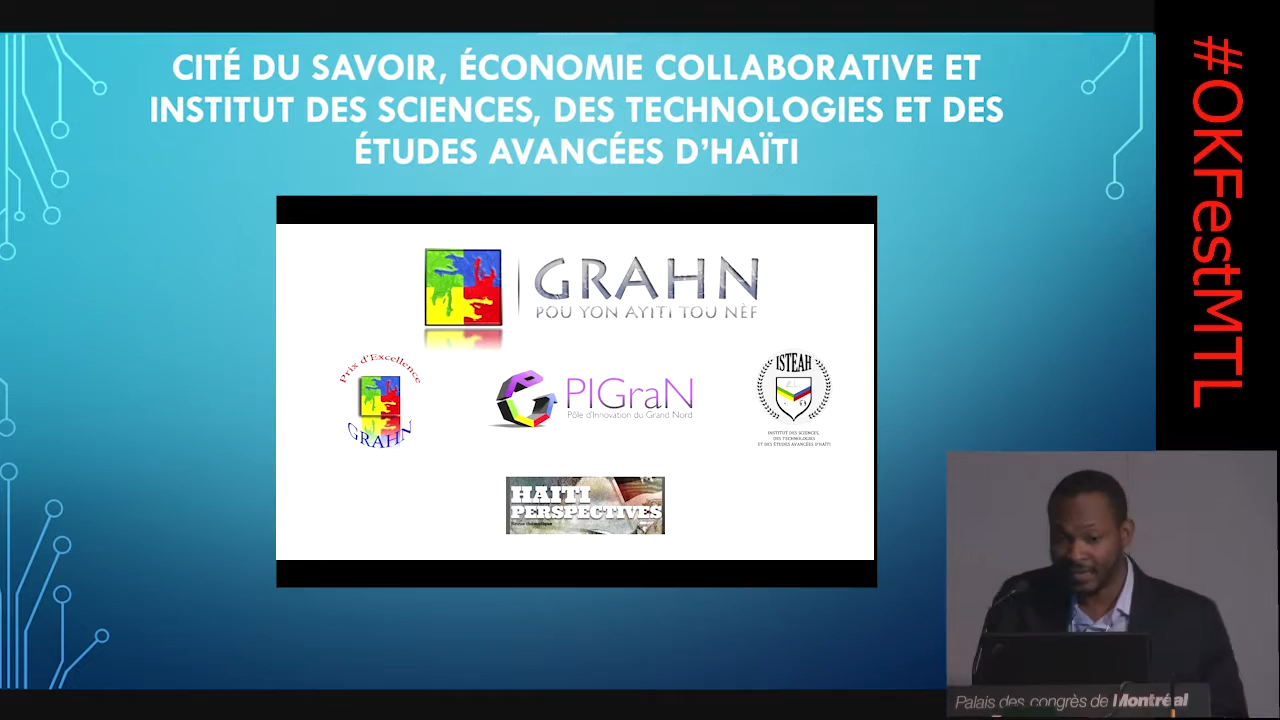 CITÉ DU SAVOIR, ÉCONOMIE COLLABORATIVE ET
INSTITUT DES SCIENCES, DES TECHNOLOGIES ET DES
ÉTUDES AVANCÉES D'HAÏTI
#OKFestMTL
GRAHN
POU YON AYITI TOU NÈF
Prix d'Excellence
GRAHN
PIGraN
Pôle d'Innovation du Grand Nord
ISTEAH
INSTITUT DES SCIENCES,
DES TECHNOLOGIES
ET DES ÉTUDES AVANCÉES D'HAÏTI
HAITI
PERSPECTIVES
Revue thématique
Palais des congrès de Montréal